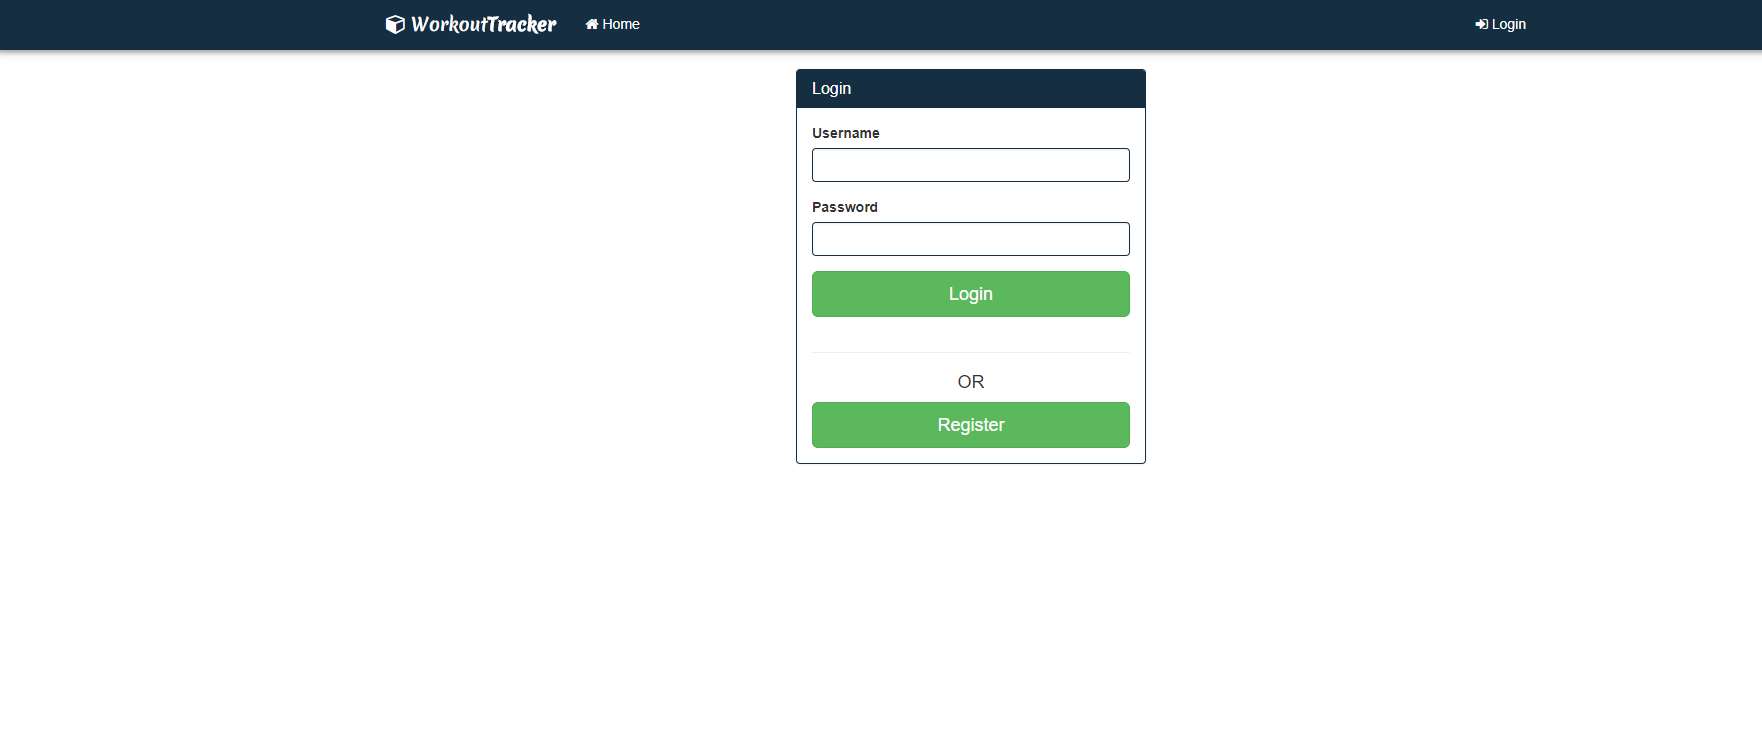 WorkoutTracker Home Login
Login
Username
Password
Login
OR
Register